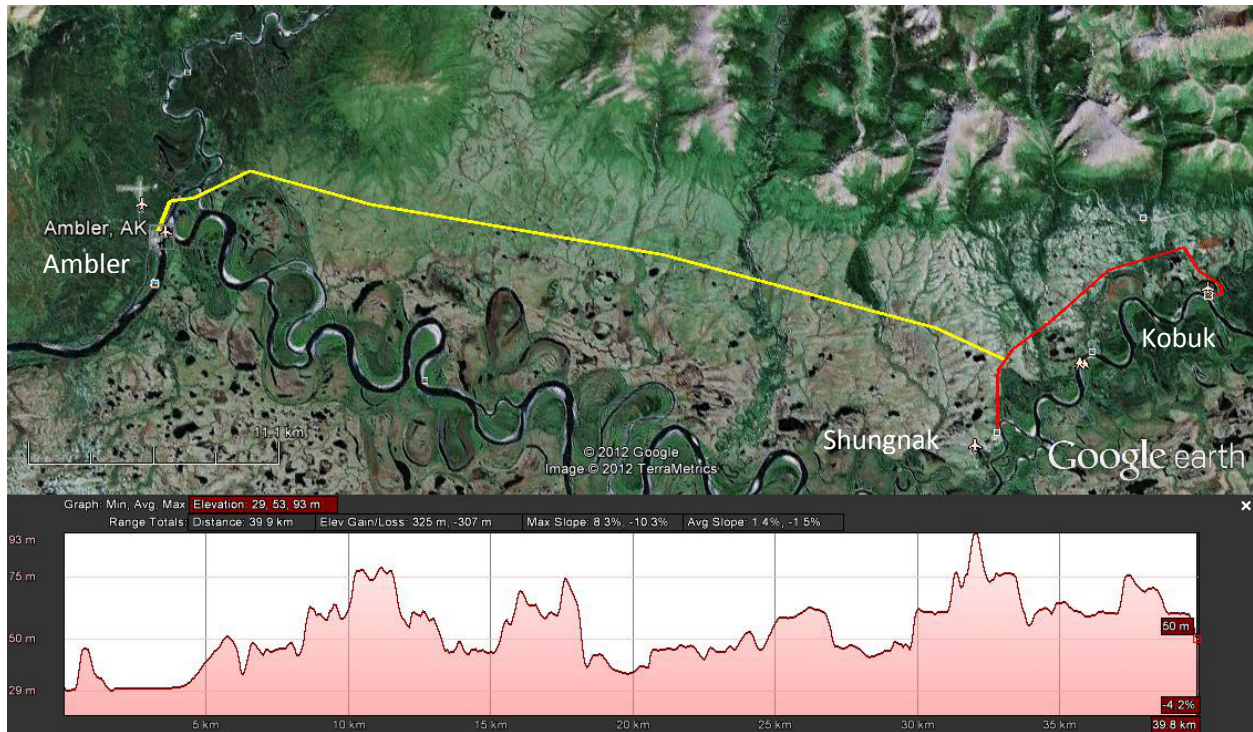 Ambler, AK
Ambler
11.1 km
Kobuk
Shungnak
© 2012 Google
Image © 2012 TerraMetrics
Google earth
Graph: Min, Avg, Max Elevation: 29, 53, 93 m
Range Totals: Distance: 39.9 km Elev Gain/Loss: 325 m, -307 m Max Slope: 8.3%, -10.3% Avg Slope: 1.4%, -1.5%
93 m
75 m
50 m
50 m
29 m
-4.2%
5 km 10 km 15 km 20 km 25 km 30 km 35 km 39.8 km